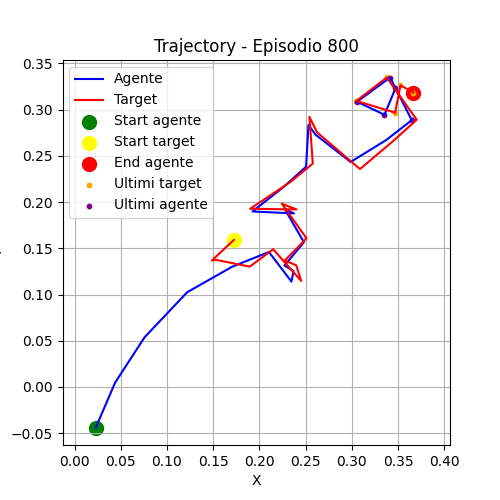 Trajectory - Episodio 800
Agente
Target
Start agente
Start target
End agente
Ultimi target
Ultimi agente
0.35
0.30
0.25
0.20
0.15
0.10
0.05
0.00
−0.05
0.00 0.05 0.10 0.15 0.20 0.25 0.30 0.35 0.40
X